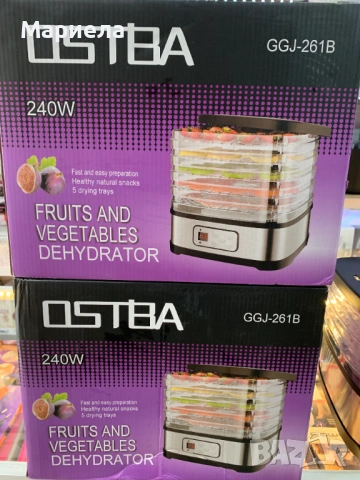 Мариела
OSTBA
GGJ-261B
240W
Fast and easy preparation
Healthy natural snacks
5 drying trays
FRUITS AND
VEGETABLES
DEHYDRATOR
OSTBA
GGJ-261B
240W
Fast and easy preparation
Healthy natural snacks
5 drying trays
FRUITS AND
VEGETABLES
DEHYDRATOR
BAZAR